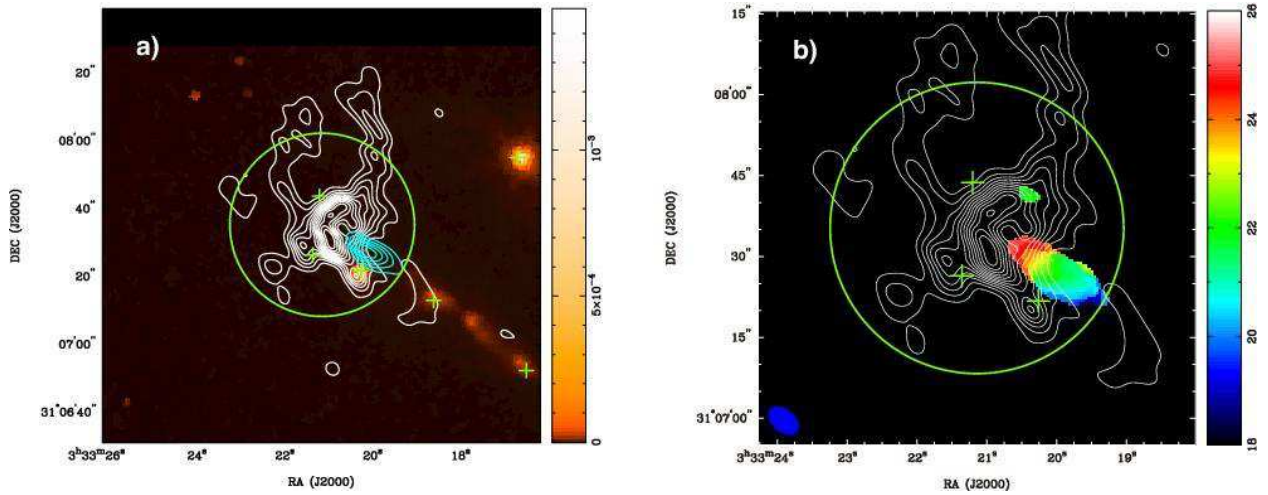 a)
DEC (J2000)
20"
08'00"
40"
20"
07'00"
31°06'40"
3ʰ33ᵐ26ˢ
22ˢ
20ˢ
18ˢ
RA (J2000)
10⁻³
5×10⁻⁴
0
b)
DEC (J2000)
15"
08'00"
45"
30"
15"
31°07'00"
3ʰ33ᵐ24ˢ
23ˢ
22ˢ
21ˢ
20ˢ
19ˢ
RA (J2000)
26
24
22
20
18